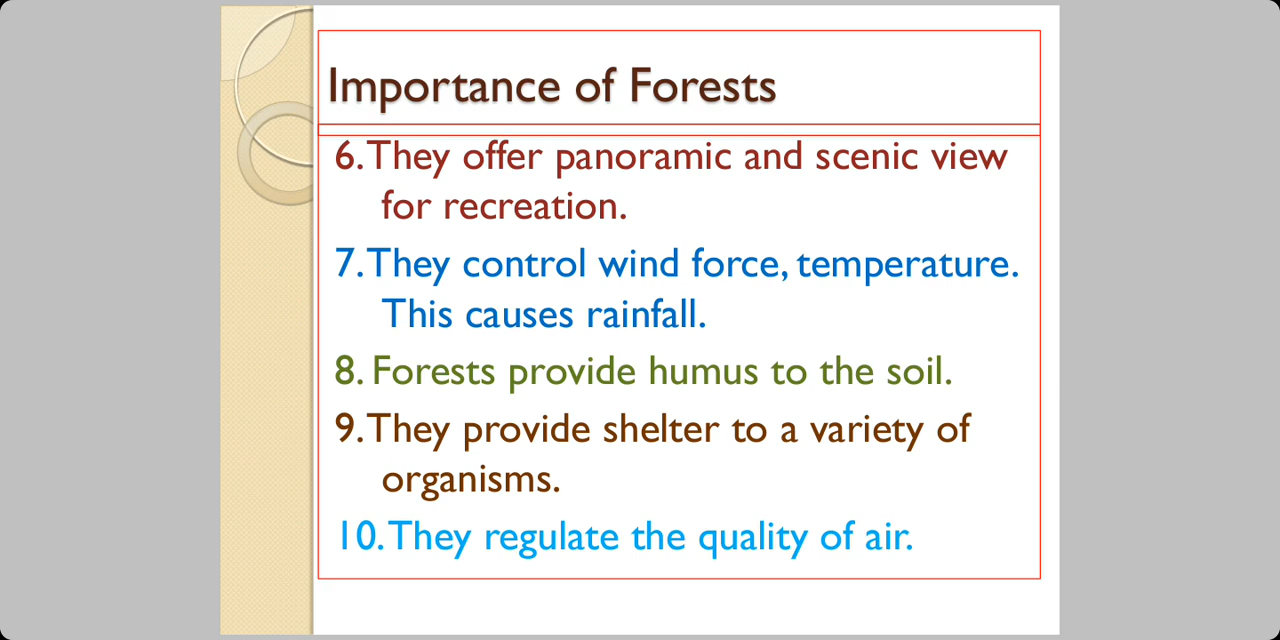 Importance of Forests
6. They offer panoramic and scenic view
for recreation.
7. They control wind force, temperature.
This causes rainfall.
8. Forests provide humus to the soil.
9. They provide shelter to a variety of
organisms.
10. They regulate the quality of air.